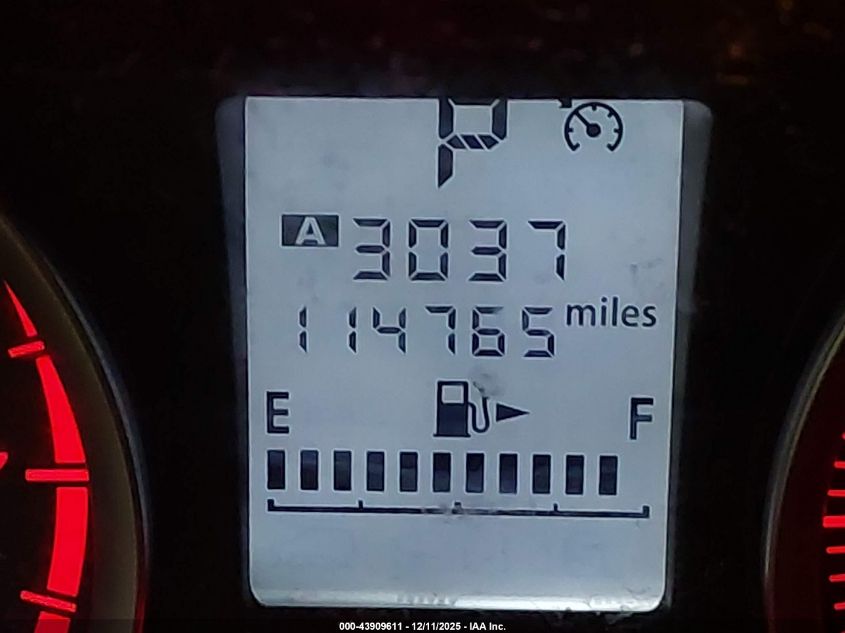 P
A 3037
114765 miles
E F
000-43909611 - 12/11/2025 - IAA Inc.